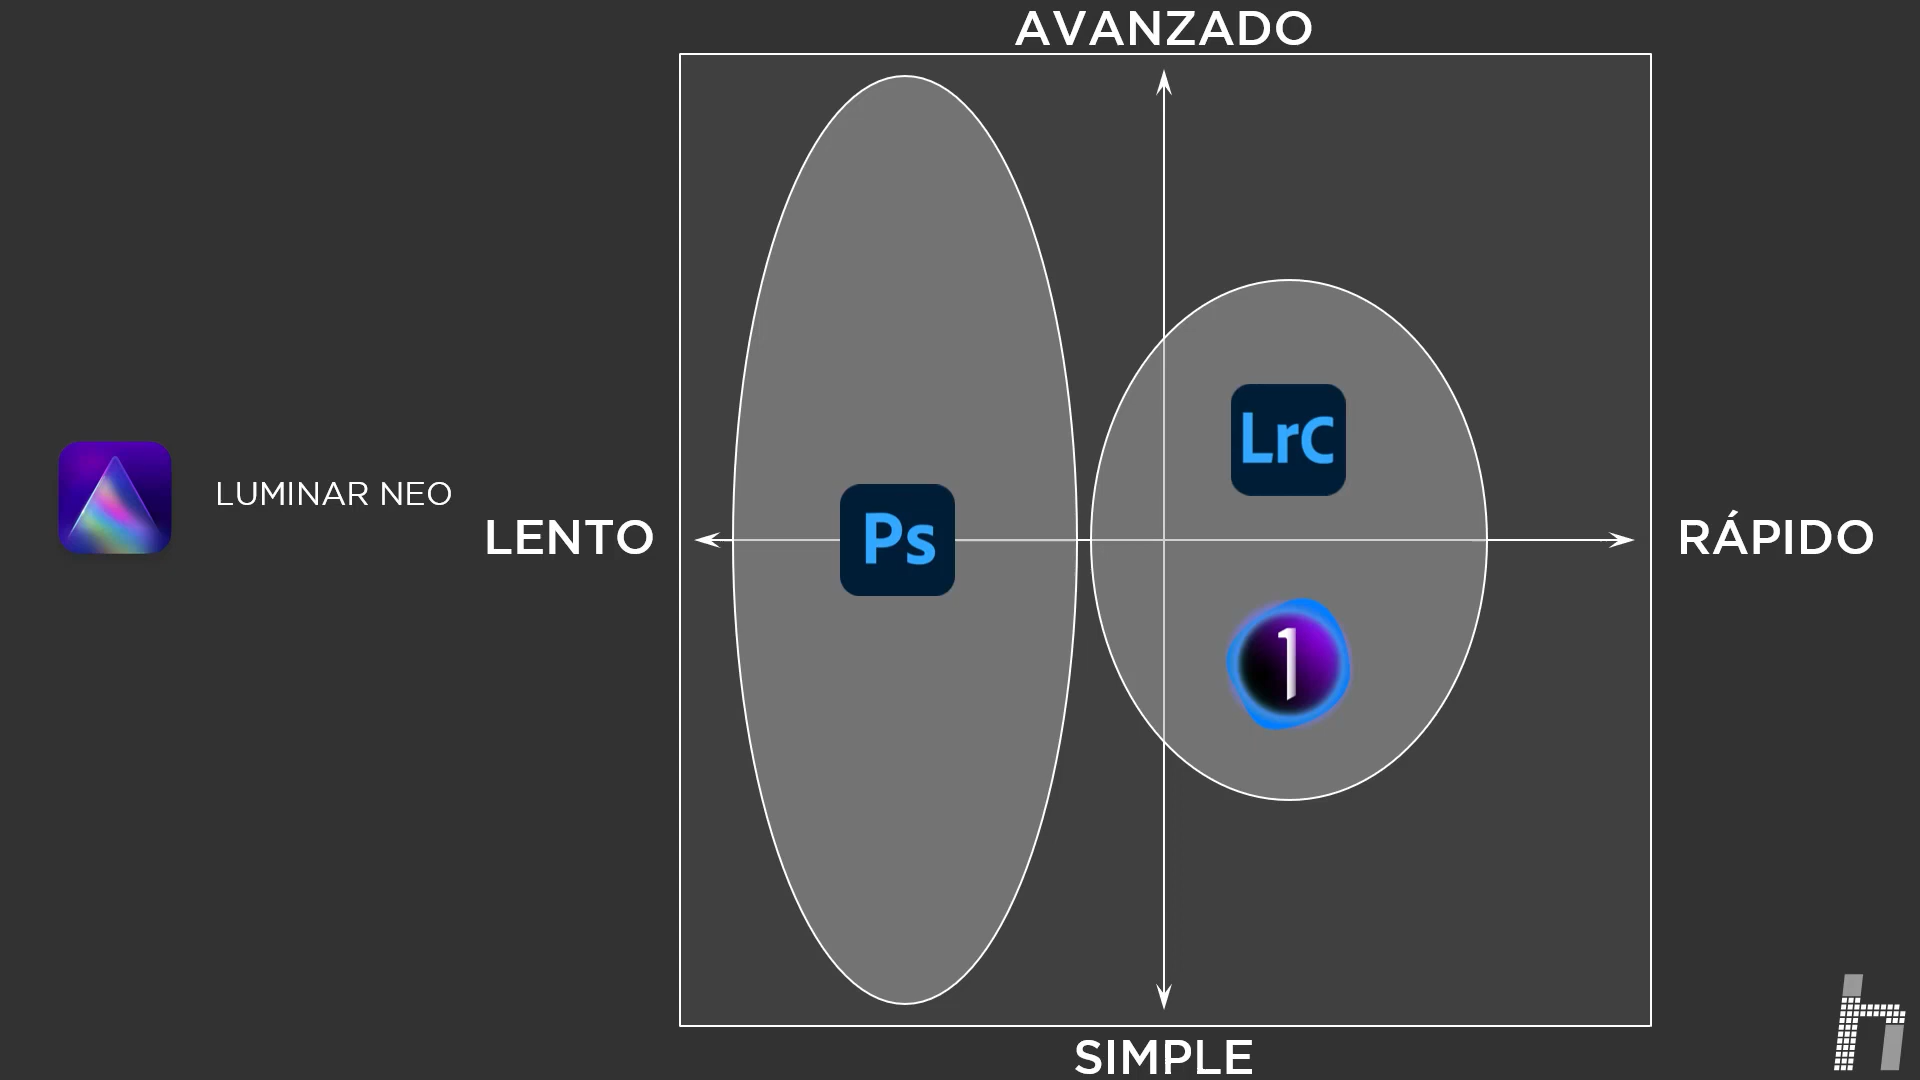 AVANZADO
LrC
LUMINAR NEO
LENTO
Ps
RÁPIDO
1
SIMPLE
h